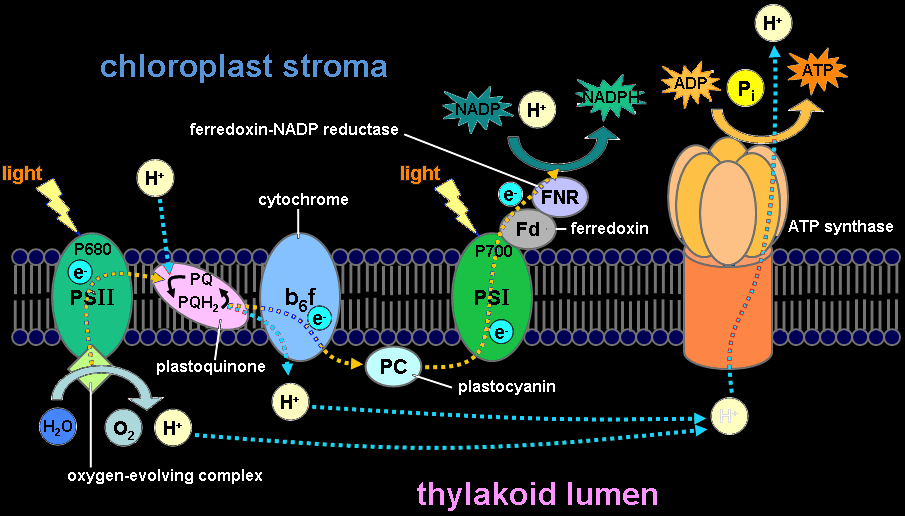 H⁺
chloroplast stroma
ADP
Pi
ATP
NADP
H⁺
NADPH
ferredoxin-NADP reductase
light
H⁺
light
cytochrome
e⁻
FNR
Fd
ferredoxin
ATP synthase
P680
e⁻
PSII
PQ
PQH₂
b₆f
e⁻
P700
PSI
e⁻
plastoquinone
PC
plastocyanin
H₂O
O₂
H⁺
H⁺
H⁺
oxygen-evolving complex
thylakoid lumen